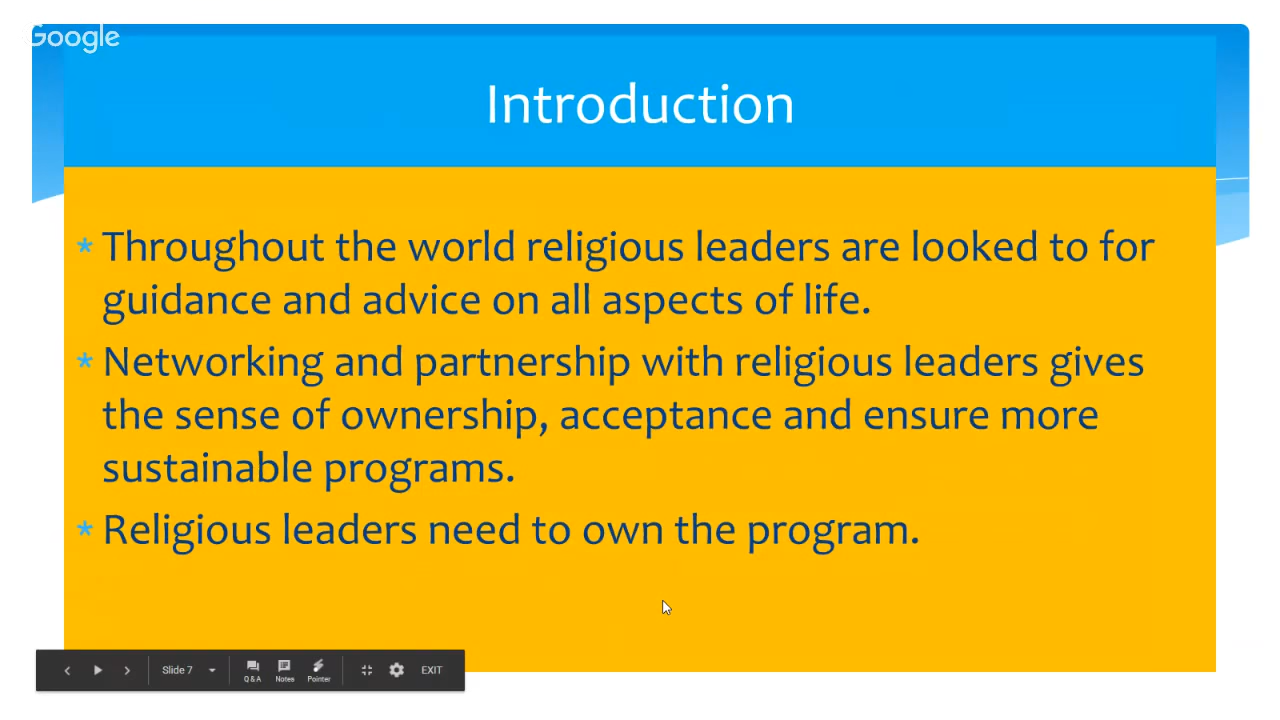 Google
Introduction
* Throughout the world religious leaders are looked to for
guidance and advice on all aspects of life.
* Networking and partnership with religious leaders gives
the sense of ownership, acceptance and ensure more
sustainable programs.
* Religious leaders need to own the program.
Slide 7 Q&A Notes Pointer EXIT